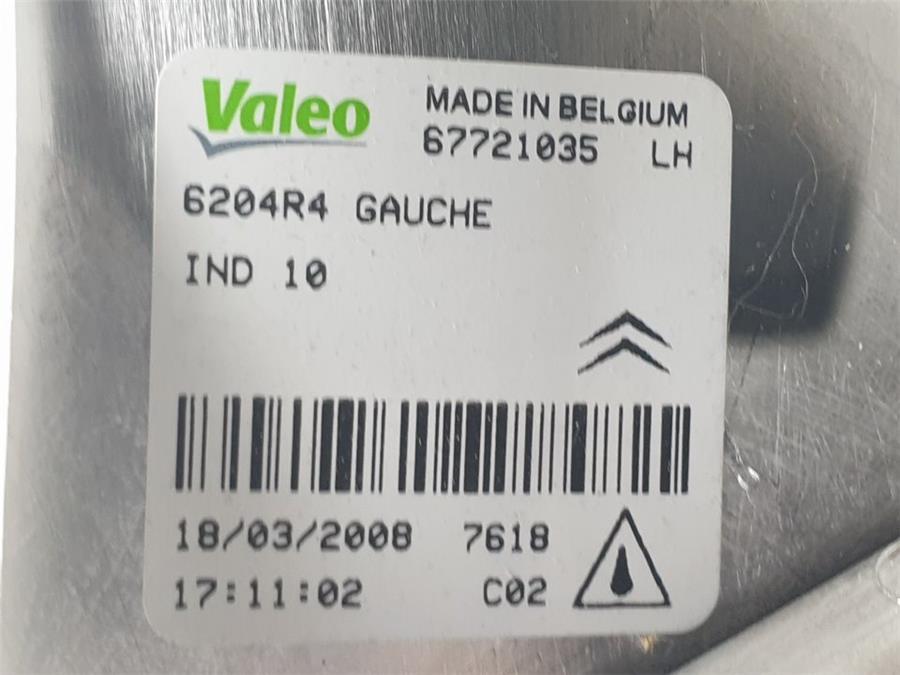 Valeo
MADE IN BELGIUM
67721035 LH
6204R4 GAUCHE
IND 10
18/03/2008 7618
17:11:02 C02